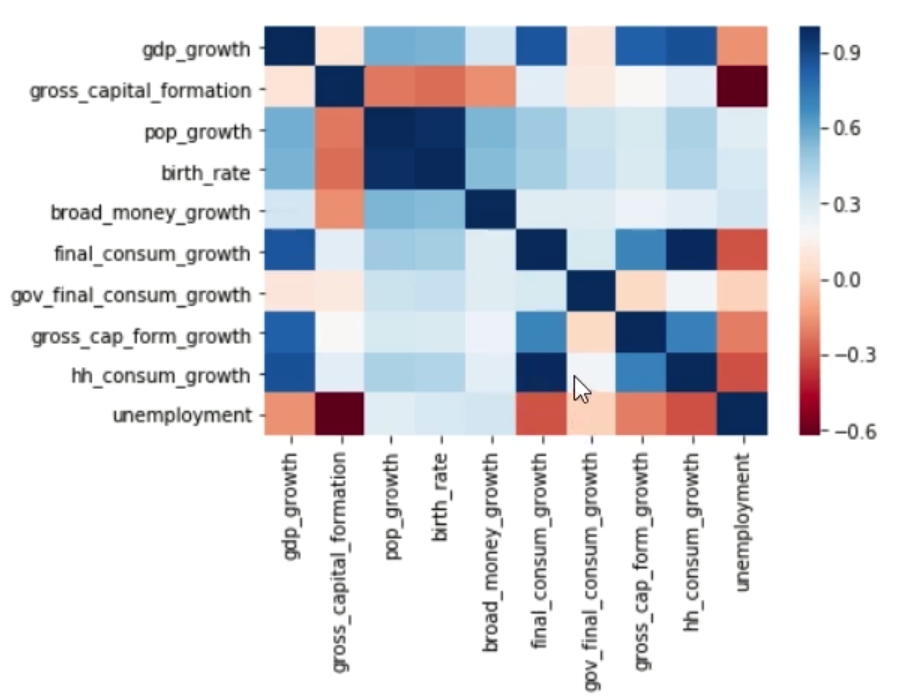 gdp_growth
gross_capital_formation
pop_growth
birth_rate
broad_money_growth
final_consum_growth
gov_final_consum_growth
gross_cap_form_growth
hh_consum_growth
unemployment
0.9
0.6
0.3
0.0
−0.3
−0.6
gdp_growth
gross_capital_formation
pop_growth
birth_rate
broad_money_growth
final_consum_growth
gov_final_consum_growth
gross_cap_form_growth
hh_consum_growth
unemployment